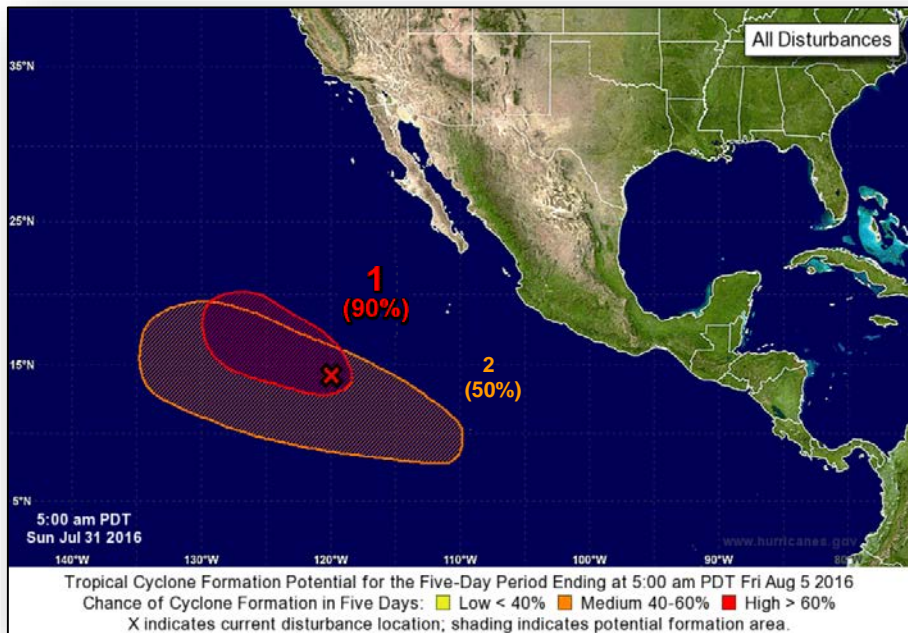 All Disturbances
35°N
25°N
1
(90%)
15°N
2
(50%)
5°N
5:00 am PDT
Sun Jul 31 2016
www.hurricanes.gov
140°W 130°W 120°W 110°W 100°W 90°W 80°W
Tropical Cyclone Formation Potential for the Five-Day Period Ending at 5:00 am PDT Fri Aug 5 2016
Chance of Cyclone Formation in Five Days: Low < 40% Medium 40-60% High > 60%
X indicates current disturbance location; shading indicates potential formation area.